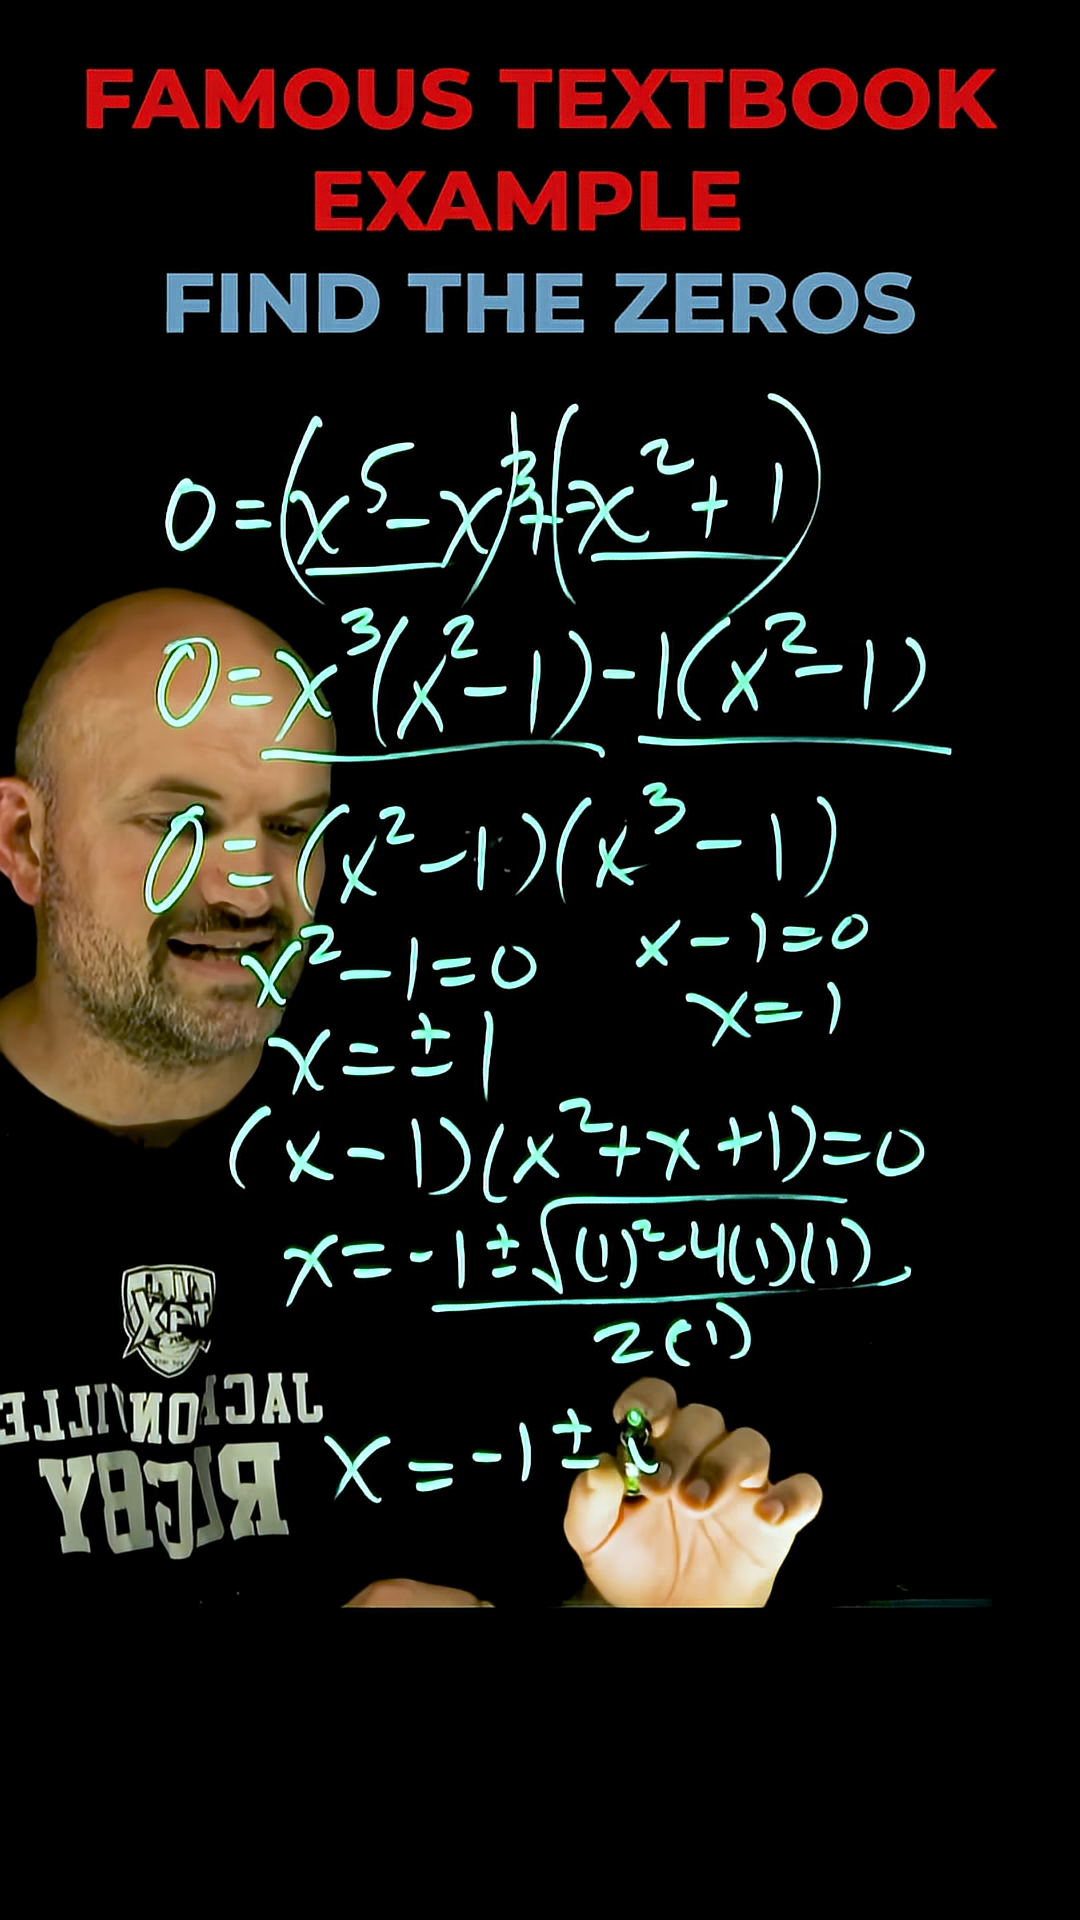 FAMOUS TEXTBOOK
EXAMPLE
FIND THE ZEROS
0=(x⁵-x³)+(-x²+1)
0=x³(x²-1)-1(x²-1)
0=(x²-1)(x³-1)
x²-1=0
x-1=0
x=1
x=±1
(x-1)(x²+x+1)=0
x=-1±√(1)²-4(1)(1)
2(1)
JACKSONVILLE
RUGBY
x=-1±i